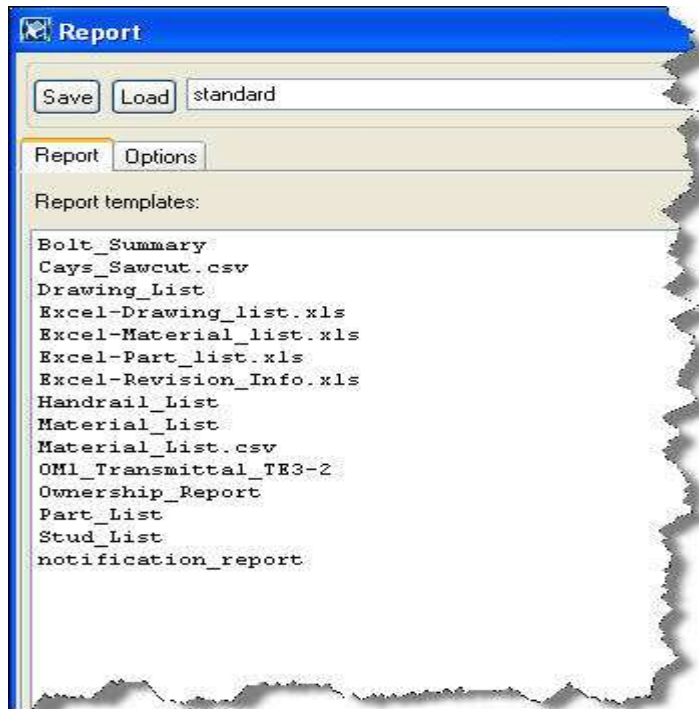 Report
Save Load standard
Report Options
Report templates:
Bolt_Summary
Cays_Sawcut.csv
Drawing_List
Excel-Drawing_list.xls
Excel-Material_list.xls
Excel-Part_list.xls
Excel-Revision_Info.xls
Handrail_List
Material_List
Material_List.csv
OM1_Transmittal_TE3-2
Ownership_Report
Part_List
Stud_List
notification_report